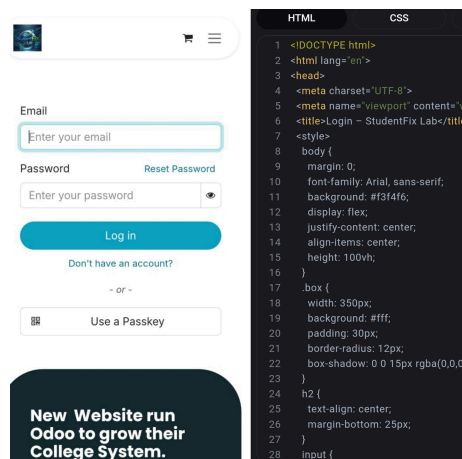 Email
Enter your email
Password Reset Password
Enter your password
Log in
Don't have an account?
- or -
Use a Passkey
New Website run
Odoo to grow their
College System.
HTML CSS
1 <!DOCTYPE html>
2 <html lang="en">
3 <head>
4 <meta charset="UTF-8">
5 <meta name="viewport" content="
6 <title>Login – StudentFix Lab</title
7 <style>
8 body {
9 margin: 0;
10 font-family: Arial, sans-serif;
11 background: #f3f4f6;
12 display: flex;
13 justify-content: center;
14 align-items: center;
15 height: 100vh;
16 }
17 .box {
18 width: 350px;
19 background: #fff;
20 padding: 30px;
21 border-radius: 12px;
22 box-shadow: 0 0 15px rgba(0,0,0
23 }
24 h2 {
25 text-align: center;
26 margin-bottom: 25px;
27 }
28 input {